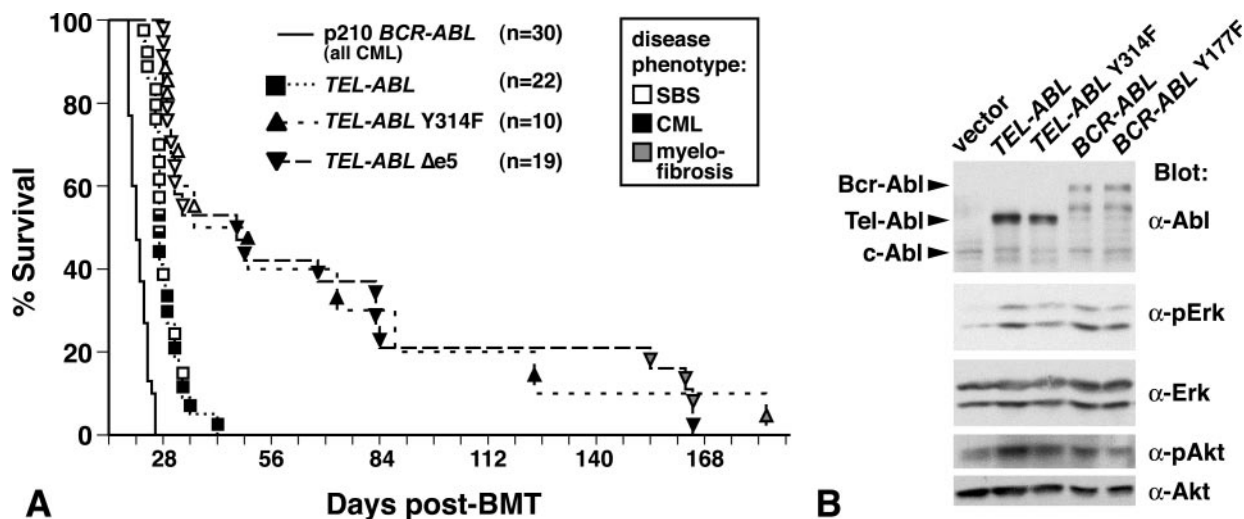 100
80
60
40
20
0
% Survival
28 56 84 112 140 168
Days post-BMT
A
p210 BCR-ABL (n=30)
(all CML)
TEL-ABL (n=22)
TEL-ABL Y314F (n=10)
TEL-ABL Δe5 (n=19)
disease
phenotype:
SBS
CML
myelo-
fibrosis
vector
TEL-ABL
TEL-ABL Y314F
BCR-ABL
BCR-ABL Y177F
Blot:
Bcr-Abl
Tel-Abl
c-Abl
α-Abl
α-pErk
α-Erk
α-pAkt
α-Akt
B